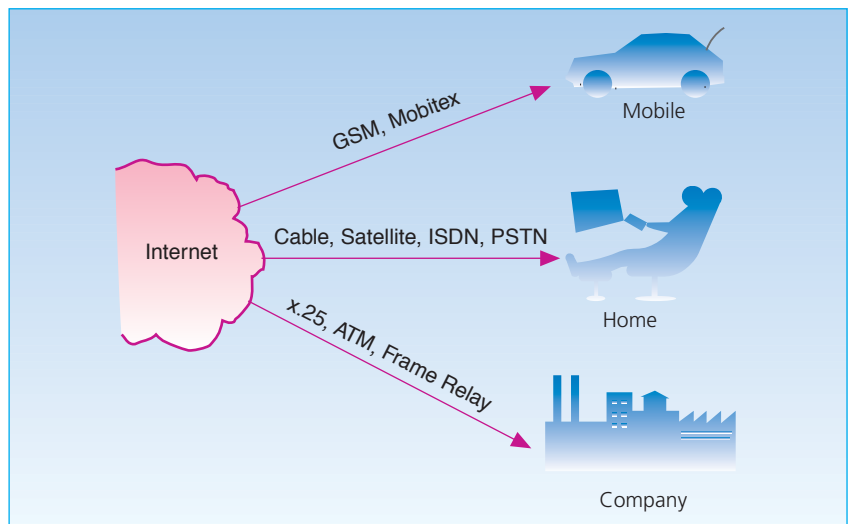 GSM, Mobitex
Mobile
Internet
Cable, Satellite, ISDN, PSTN
Home
x.25, ATM, Frame Relay
Company